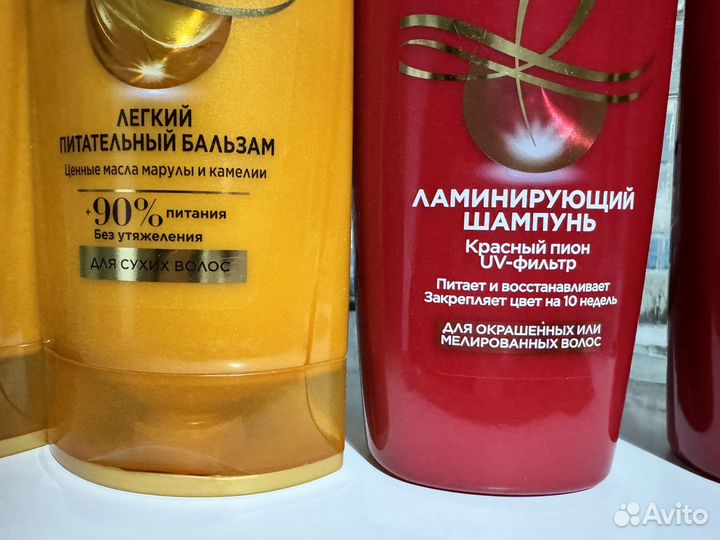 ЛЕГКИЙ
ПИТАТЕЛЬНЫЙ БАЛЬЗАМ
Ценные масла марулы и камелии
+90% питания
Без утяжеления
ДЛЯ СУХИХ ВОЛОС
ЛАМИНИРУЮЩИЙ
ШАМПУНЬ
Красный пион
UV-фильтр
Питает и восстанавливает
Закрепляет цвет на 10 недель
ДЛЯ ОКРАШЕННЫХ ИЛИ
МЕЛИРОВАННЫХ ВОЛОС
Avito